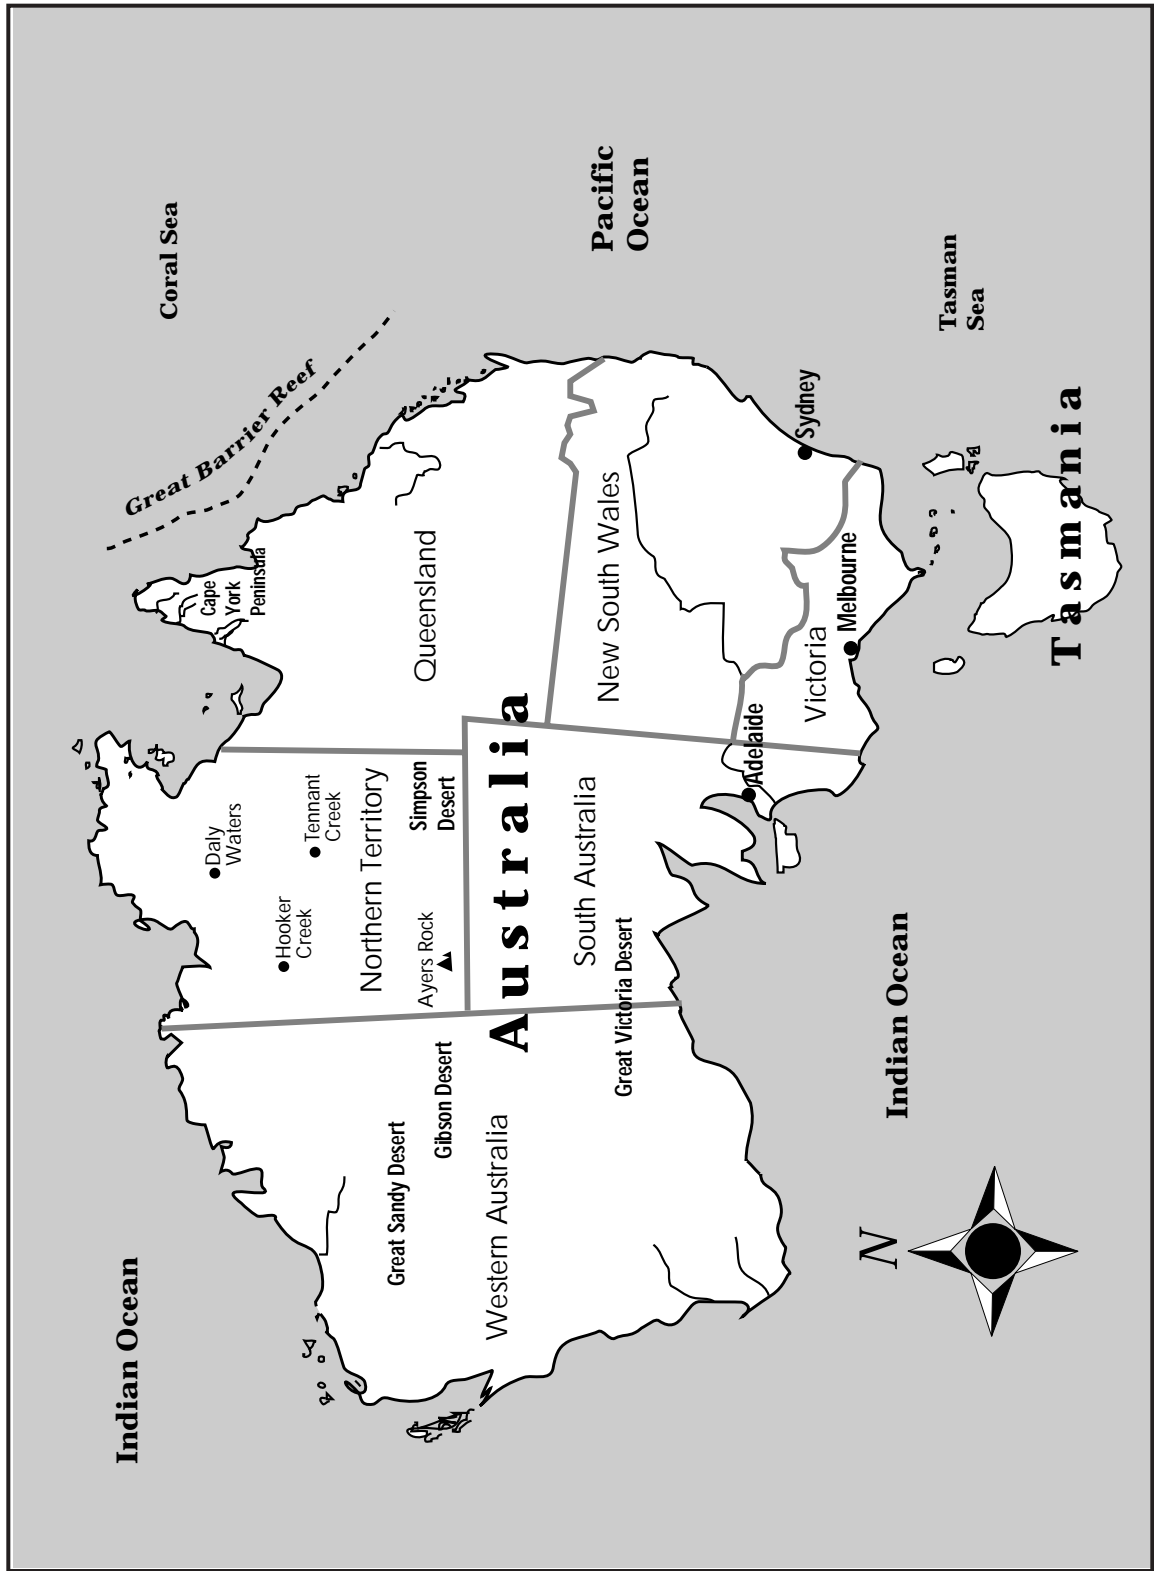 Indian Ocean
Coral Sea
Great Barrier Reef
Cape
York
Peninsula
Daly
Waters
Hooker
Creek
Tennant
Creek
Northern Territory
Ayers Rock
Simpson
Desert
Queensland
Great Sandy Desert
Gibson Desert
Western Australia
Australia
South Australia
Great Victoria Desert
New South Wales
Pacific
Ocean
Adelaide
Victoria
Melbourne
Sydney
Indian Ocean
Tasman
Sea
Tasmania
N